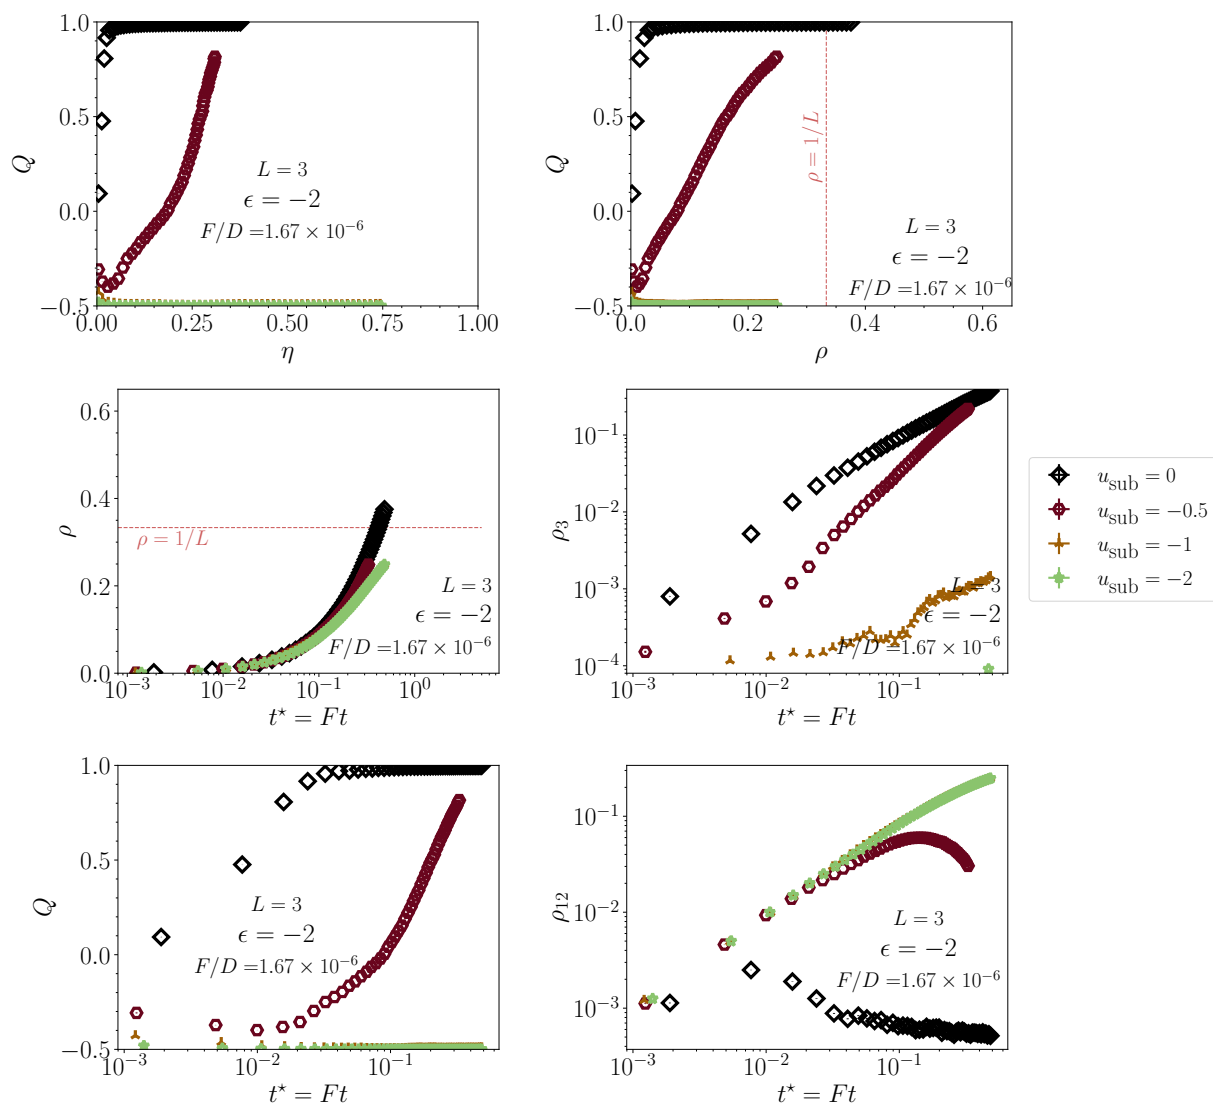 1.0
0.5
0.0
−0.5
Q
L = 3
ϵ = −2
F/D =1.67 × 10⁻⁶
0.00 0.25 0.50 0.75 1.00
η
1.0
0.5
0.0
−0.5
Q
ρ = 1/L
L = 3
ϵ = −2
F/D =1.67 × 10⁻⁶
0.0 0.2 0.4 0.6
ρ
0.6
0.4
0.2
0.0
ρ
ρ = 1/L
L = 3
ϵ = −2
F/D =1.67 × 10⁻⁶
10⁻³ 10⁻² 10⁻¹ 10⁰
t⋆ = Ft
10⁻¹
10⁻²
10⁻³
10⁻⁴
ρ₃
L = 3
ϵ = −2
F/D =1.67 × 10⁻⁶
10⁻³ 10⁻² 10⁻¹
t⋆ = Ft
u_sub = 0
u_sub = −0.5
u_sub = −1
u_sub = −2
1.0
0.5
0.0
−0.5
Q
L = 3
ϵ = −2
F/D =1.67 × 10⁻⁶
10⁻³ 10⁻² 10⁻¹
t⋆ = Ft
10⁻¹
10⁻²
10⁻³
ρ₁₂
L = 3
ϵ = −2
F/D =1.67 × 10⁻⁶
10⁻³ 10⁻² 10⁻¹
t⋆ = Ft